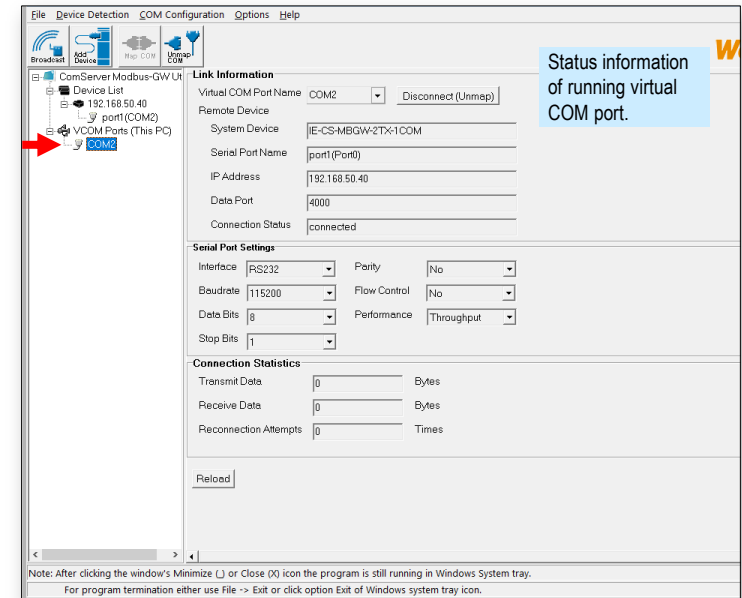 File Device Detection COM Configuration Options Help
Broadcast Add Device Map COM Unmap COM
ComServer Modbus-GW Ut
Device List
192.168.50.40
port1(COM2)
VCOM Ports (This PC)
COM2
Link Information
Virtual COM Port Name COM2 Disconnect (Unmap)
Remote Device
System Device IE-CS-MBGW-2TX-1COM
Serial Port Name port1(Port0)
IP Address 192.168.50.40
Data Port 4000
Connection Status connected
Status information
of running virtual
COM port.
Serial Port Settings
Interface RS232 Parity No
Baudrate 115200 Flow Control No
Data Bits 8 Performance Throughput
Stop Bits 1
Connection Statistics
Transmit Data 0 Bytes
Receive Data 0 Bytes
Reconnection Attempts 0 Times
Reload
Note: After clicking the window's Minimize (_) or Close (X) icon the program is still running in Windows System tray.
For program termination either use File -> Exit or click option Exit of Windows system tray icon.